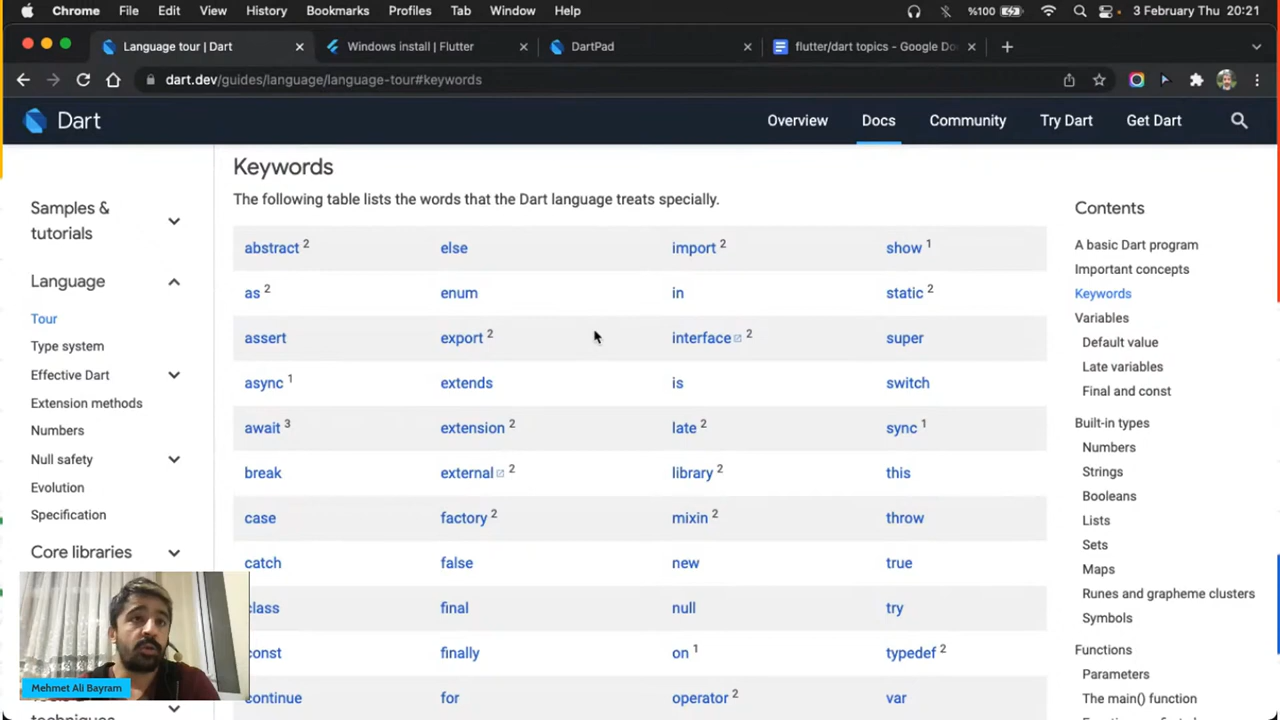 Chrome File Edit View History Bookmarks Profiles Tab Window Help %100 3 February Thu 20:21
Language tour | Dart Windows install | Flutter DartPad flutter/dart topics - Google Do
dart.dev/guides/language/language-tour#keywords
Dart Overview Docs Community Try Dart Get Dart
Samples &
tutorials
Language
Tour
Type system
Effective Dart
Extension methods
Numbers
Null safety
Evolution
Specification
Core libraries
techniques
Keywords
The following table lists the words that the Dart language treats specially.
abstract 2 else import 2 show 1
as 2 enum in static 2
assert export 2 interface 2 super
async 1 extends is switch
await 3 extension 2 late 2 sync 1
break external 2 library 2 this
case factory 2 mixin 2 throw
catch false new true
class final null try
const finally on 1 typedef 2
continue for operator 2 var
Contents
A basic Dart program
Important concepts
Keywords
Variables
Default value
Late variables
Final and const
Built-in types
Numbers
Strings
Booleans
Lists
Sets
Maps
Runes and grapheme clusters
Symbols
Functions
Parameters
The main() function
Mehmet Ali Bayram